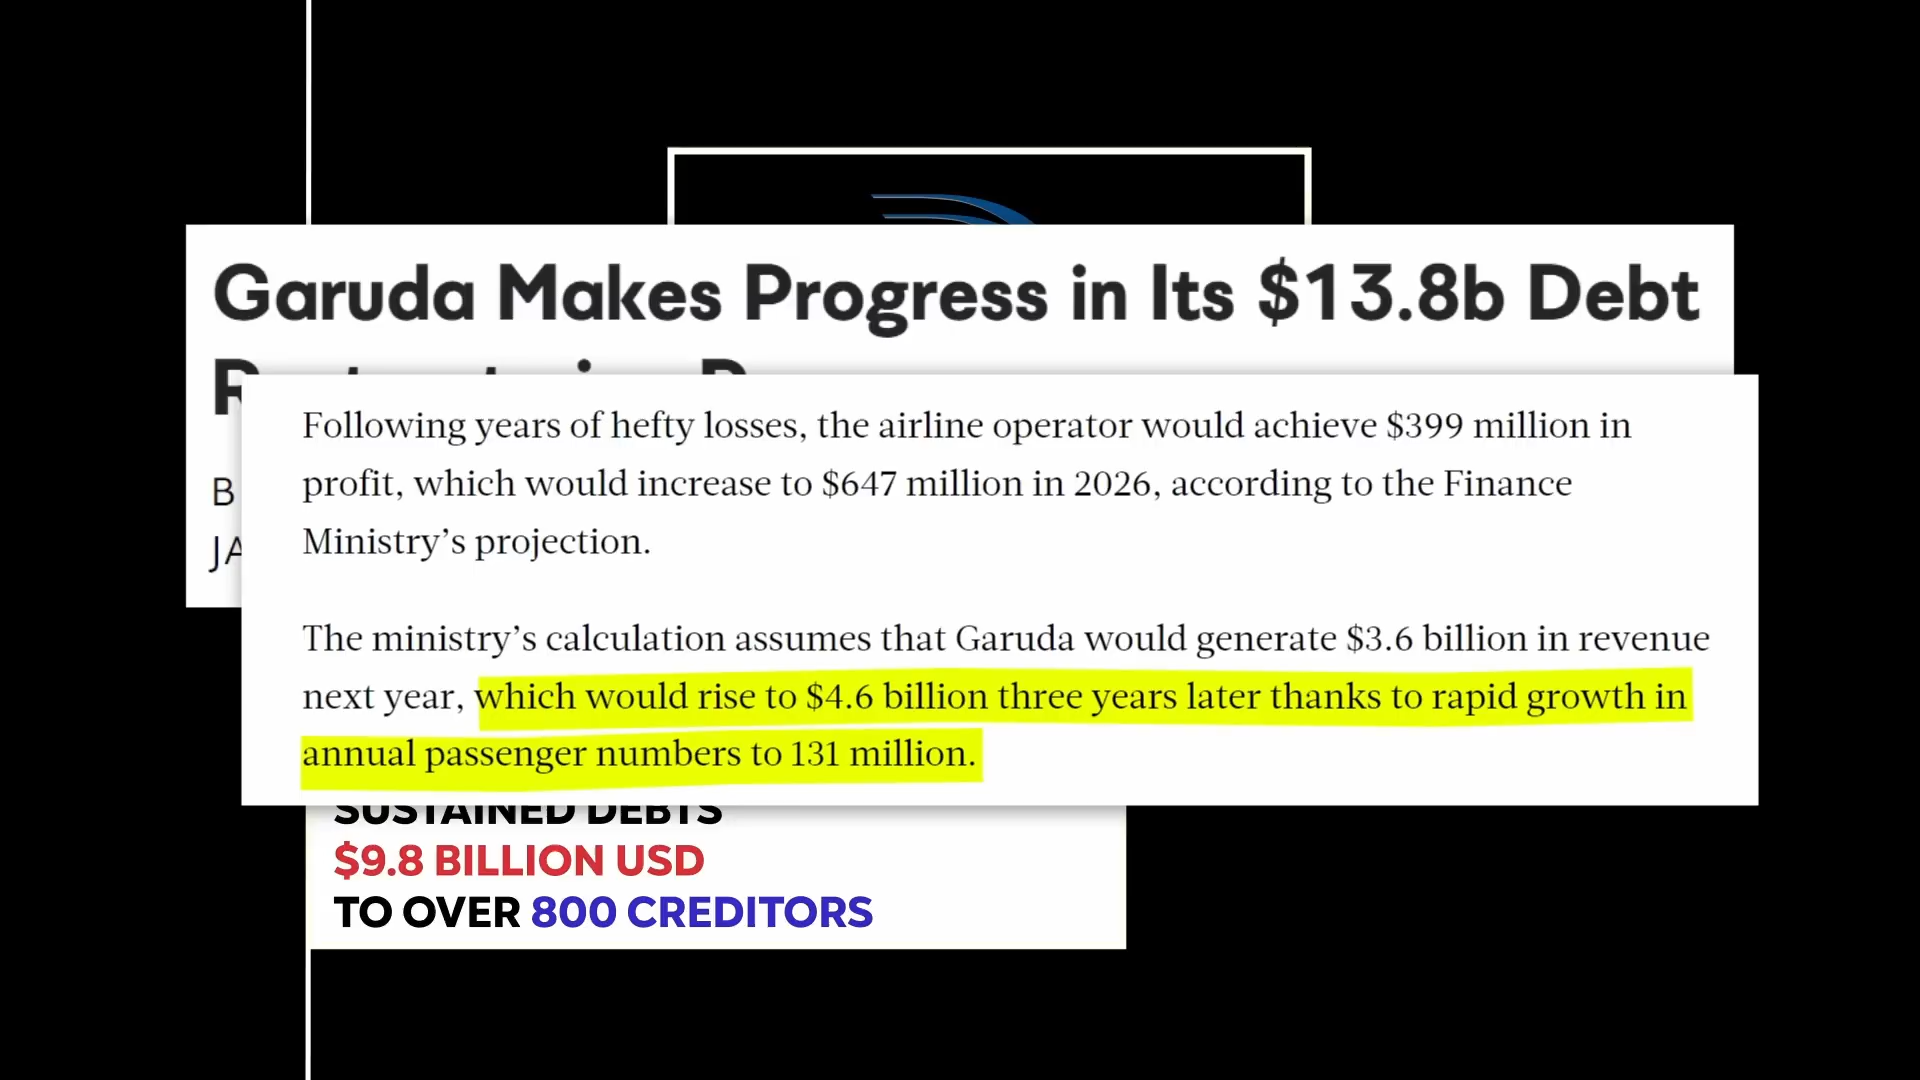 Garuda Makes Progress in Its $13.8b Debt
B
JA
Following years of hefty losses, the airline operator would achieve $399 million in
profit, which would increase to $647 million in 2026, according to the Finance
Ministry’s projection.
The ministry’s calculation assumes that Garuda would generate $3.6 billion in revenue
next year, which would rise to $4.6 billion three years later thanks to rapid growth in
annual passenger numbers to 131 million.
SUSTAINED DEBTS
$9.8 BILLION USD
TO OVER 800 CREDITORS